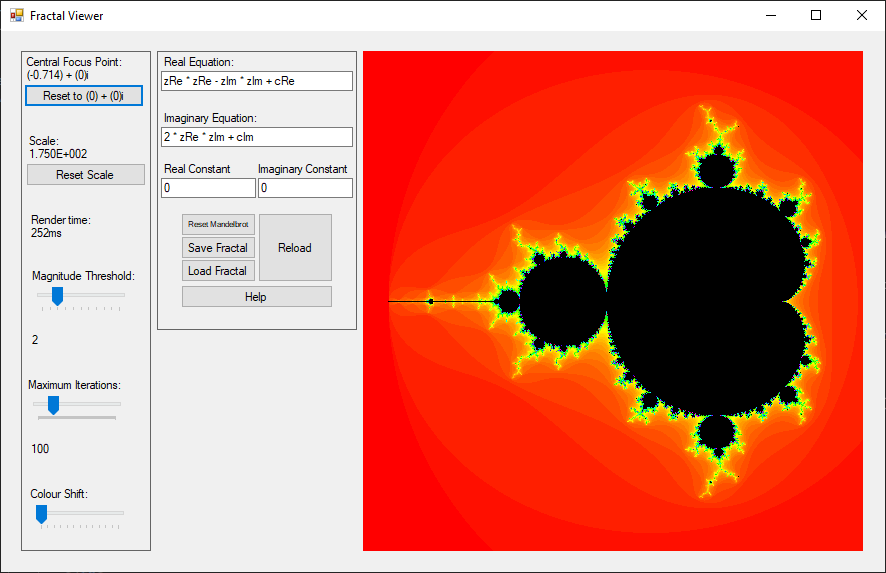 Fractal Viewer
Central Focus Point:
(-0.714) + (0)i
Reset to (0) + (0)i
Scale:
1.750E+002
Reset Scale
Render time:
252ms
Magnitude Threshold:
2
Maximum Iterations:
100
Colour Shift:
Real Equation:
zRe * zRe - zIm * zIm + cRe
Imaginary Equation:
2 * zRe * zIm + cIm
Real Constant Imaginary Constant
0 0
Reset Mandelbrot
Save Fractal
Reload
Load Fractal
Help